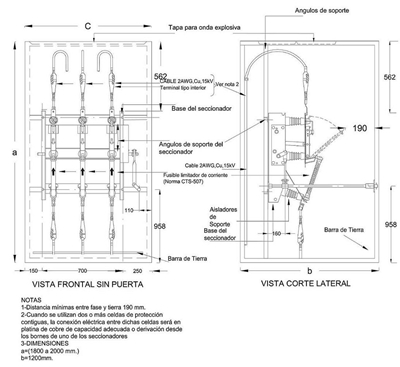 Angulos de soporte
C
Tapa para onda explosiva
562
CABLE 2AWG,Cu,15kV
Terminal tipo interior
Ver nota 2
562
Base del seccionador
190
a
Angulos de soporte del
seccionador
Cable 2AWG,Cu,15kV
Fusible limitador de corriente
(Norma CTS-507)
110
958
Aisladores
de
Soporte
Base del
seccionador
160
958
Barra de Tierra
Barra de Tierra
150
700
250
b
VISTA FRONTAL SIN PUERTA
VISTA CORTE LATERAL
NOTAS
1-Distancia mínimas entre fase y tierra 190 mm.
2-Cuando se utilizan dos o más celdas de protección
contiguas, la conexión eléctrica entre dichas celdas será en
platina de cobre de capacidad adecuada o derivación desde
los bornes de uno de los seccionadores
3-DIMENSIONES
a=(1800 a 2000 mm.)
b=1200mm.